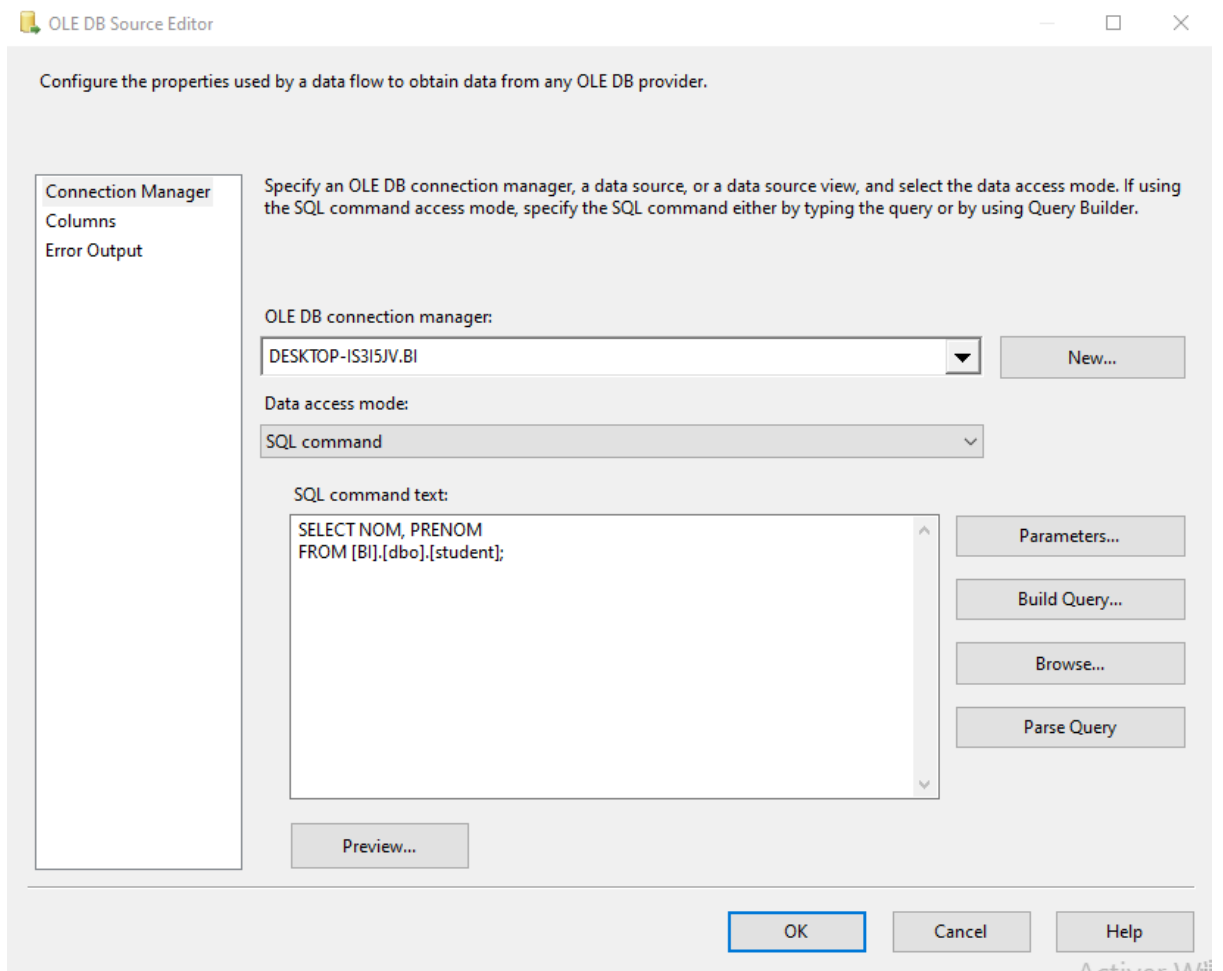 OLE DB Source Editor
Configure the properties used by a data flow to obtain data from any OLE DB provider.
Connection Manager
Columns
Error Output
Specify an OLE DB connection manager, a data source, or a data source view, and select the data access mode. If using
the SQL command access mode, specify the SQL command either by typing the query or by using Query Builder.
OLE DB connection manager:
DESKTOP-IS3I5JV.BI
New...
Data access mode:
SQL command
SQL command text:
SELECT NOM, PRENOM
FROM [BI].[dbo].[student];
Parameters...
Build Query...
Browse...
Parse Query
Preview...
OK
Cancel
Help